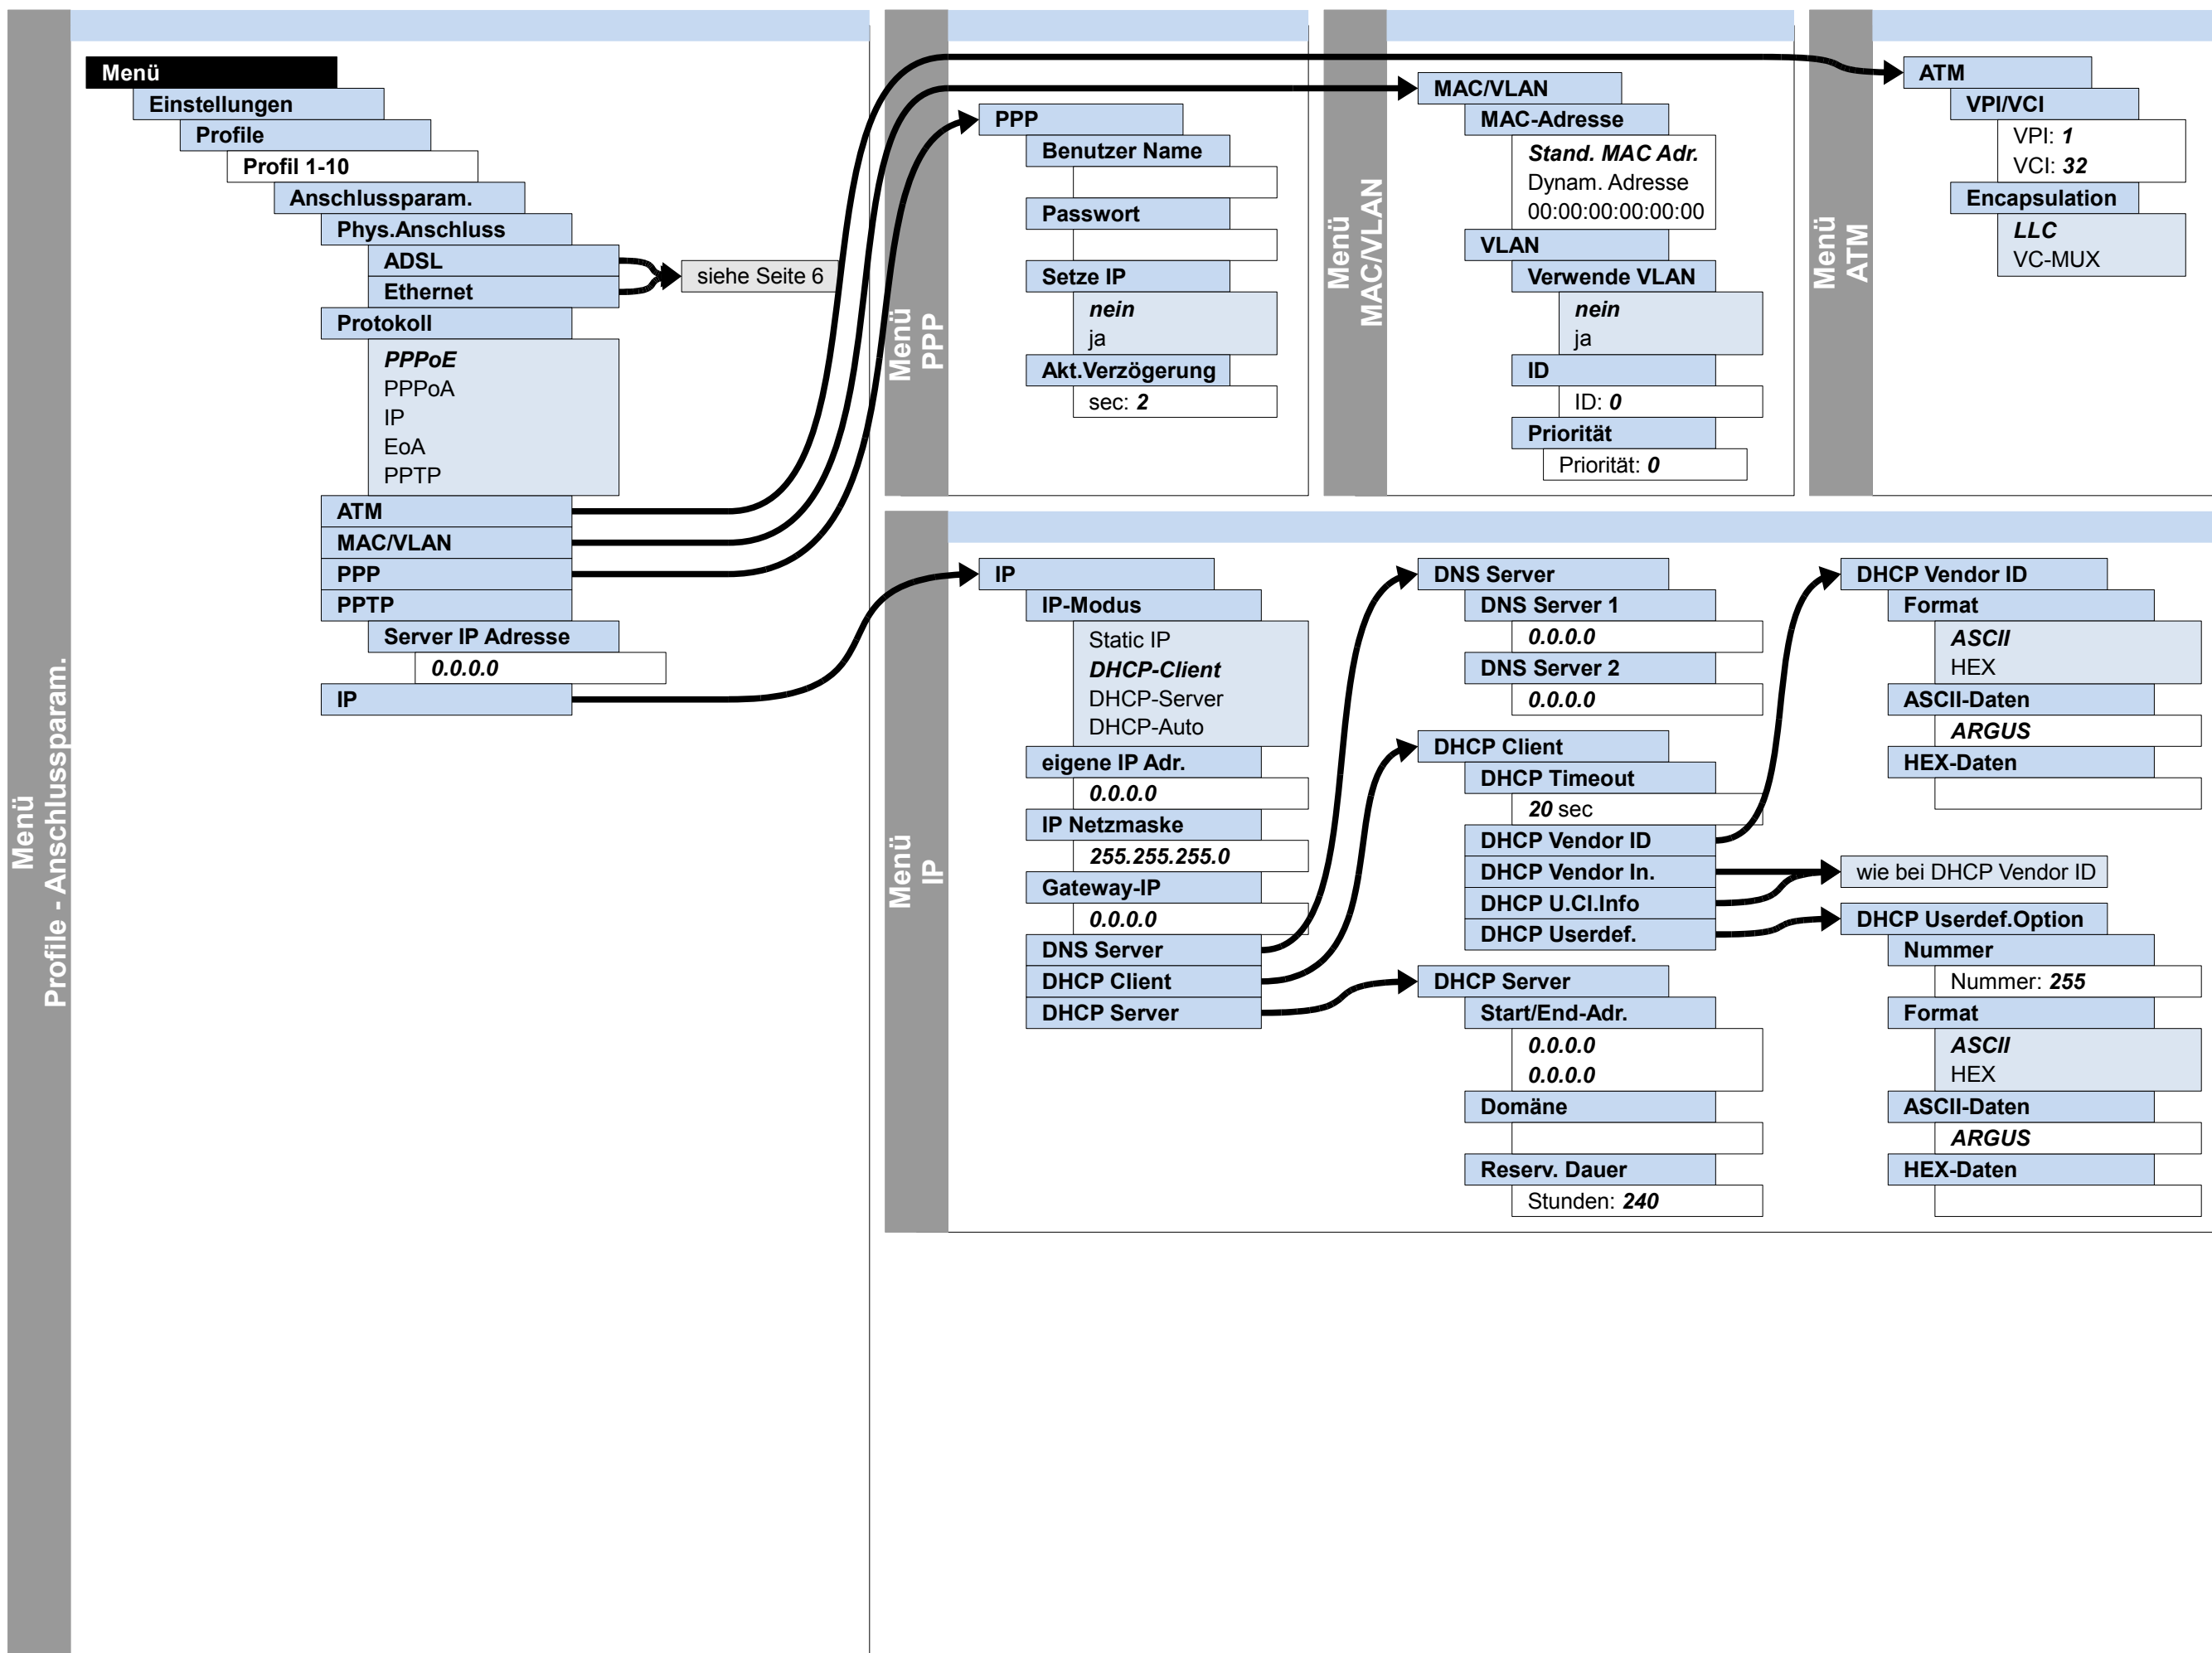 Menü
Profile - Anschlussparam.
Menü
Einstellungen
Profile
Profil 1-10
Anschlussparam.
Phys.Anschluss
ADSL
Ethernet
siehe Seite 6
Protokoll
PPPoE
PPPoA
IP
EoA
PPTP
ATM
MAC/VLAN
PPP
PPTP
Server IP Adresse
0.0.0.0
IP
Menü
PPP
PPP
Benutzer Name
Passwort
Setze IP
nein
ja
Akt.Verzögerung
sec: 2
Menü
MAC/VLAN
MAC/VLAN
MAC-Adresse
Stand. MAC Adr.
Dynam. Adresse
00:00:00:00:00:00
VLAN
Verwende VLAN
nein
ja
ID
ID: 0
Priorität
Priorität: 0
Menü
ATM
ATM
VPI/VCI
VPI: 1
VCI: 32
Encapsulation
LLC
VC-MUX
Menü
IP
IP
IP-Modus
Static IP
DHCP-Client
DHCP-Server
DHCP-Auto
eigene IP Adr.
0.0.0.0
IP Netzmaske
255.255.255.0
Gateway-IP
0.0.0.0
DNS Server
DHCP Client
DHCP Server
DNS Server
DNS Server 1
0.0.0.0
DNS Server 2
0.0.0.0
DHCP Client
DHCP Timeout
20 sec
DHCP Vendor ID
DHCP Vendor In.
DHCP U.Cl.Info
DHCP Userdef.
DHCP Server
Start/End-Adr.
0.0.0.0
0.0.0.0
Domäne
Reserv. Dauer
Stunden: 240
DHCP Vendor ID
Format
ASCII
HEX
ASCII-Daten
ARGUS
HEX-Daten
wie bei DHCP Vendor ID
DHCP Userdef.Option
Nummer
Nummer: 255
Format
ASCII
HEX
ASCII-Daten
ARGUS
HEX-Daten